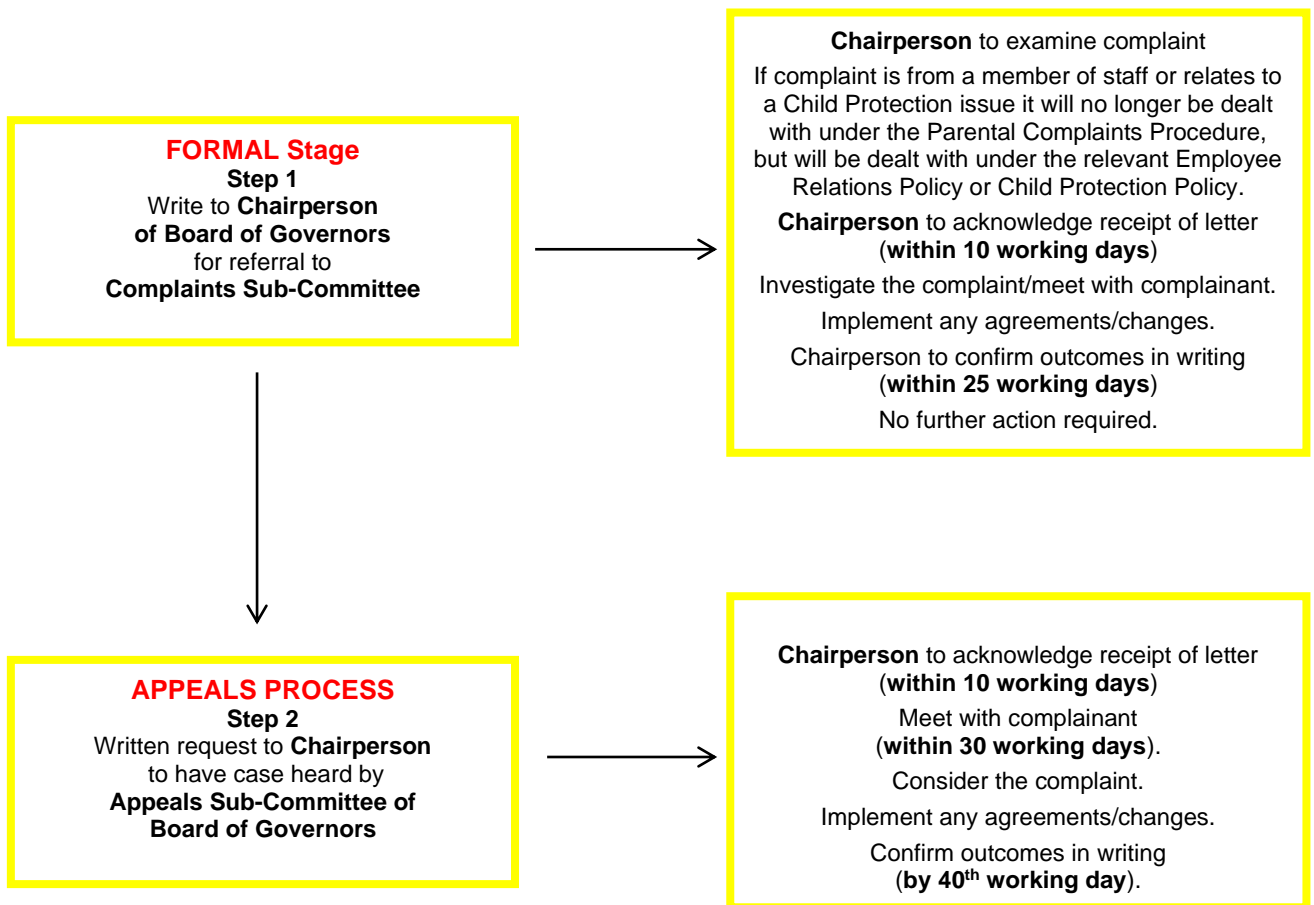 FORMAL Stage
Step 1
Write to Chairperson
of Board of Governors
for referral to
Complaints Sub-Committee
Chairperson to examine complaint
If complaint is from a member of staff or relates to
a Child Protection issue it will no longer be dealt
with under the Parental Complaints Procedure,
but will be dealt with under the relevant Employee
Relations Policy or Child Protection Policy.
Chairperson to acknowledge receipt of letter
(within 10 working days)
Investigate the complaint/meet with complainant.
Implement any agreements/changes.
Chairperson to confirm outcomes in writing
(within 25 working days)
No further action required.
APPEALS PROCESS
Step 2
Written request to Chairperson
to have case heard by
Appeals Sub-Committee of
Board of Governors
Chairperson to acknowledge receipt of letter
(within 10 working days)
Meet with complainant
(within 30 working days).
Consider the complaint.
Implement any agreements/changes.
Confirm outcomes in writing
(by 40th working day).